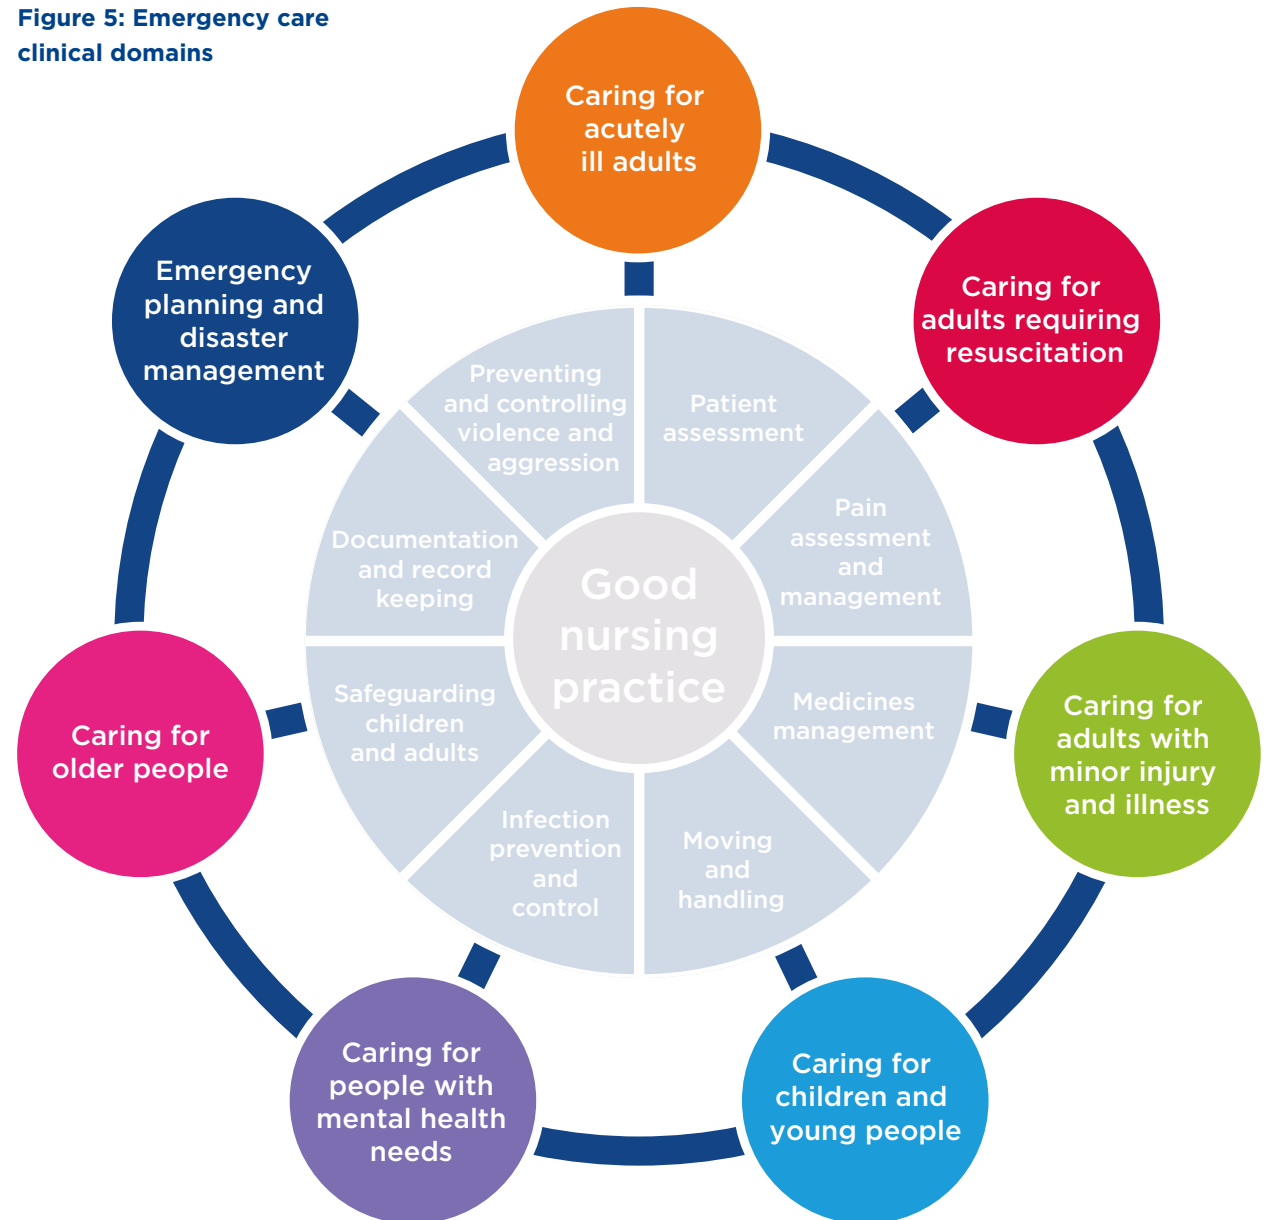 Figure 5: Emergency care
clinical domains
Caring for
acutely
ill adults
Caring for
adults requiring
resuscitation
Caring for
adults with
minor injury
and illness
Caring for
children and
young people
Caring for
people with
mental health
needs
Caring for
older people
Emergency
planning and
disaster
management
Patient
assessment
Pain
assessment
and
management
Medicines
management
Moving
and
handling
Infection
prevention
and
control
Safeguarding
children
and adults
Documentation
and record
keeping
Preventing
and controlling
violence and
aggression
Good
nursing
practice